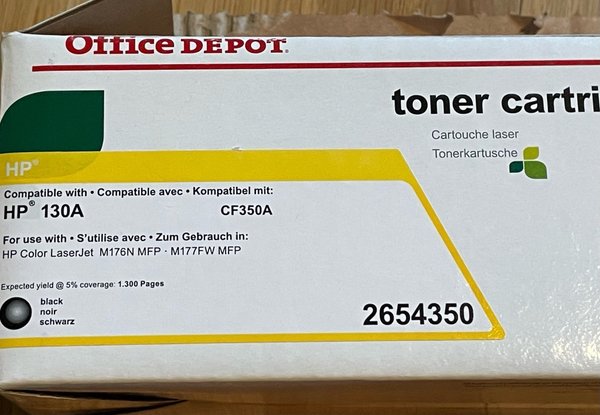 Office DEPOT®
toner cartri
Cartouche laser
Tonerkartusche
HP®
Compatible with • Compatible avec • Kompatibel mit:
HP® 130A CF350A
For use with • S'utilise avec • Zum Gebrauch in:
HP Color LaserJet M176N MFP · M177FW MFP
Expected yield @ 5% coverage: 1.300 Pages
black
noir
schwarz
2654350